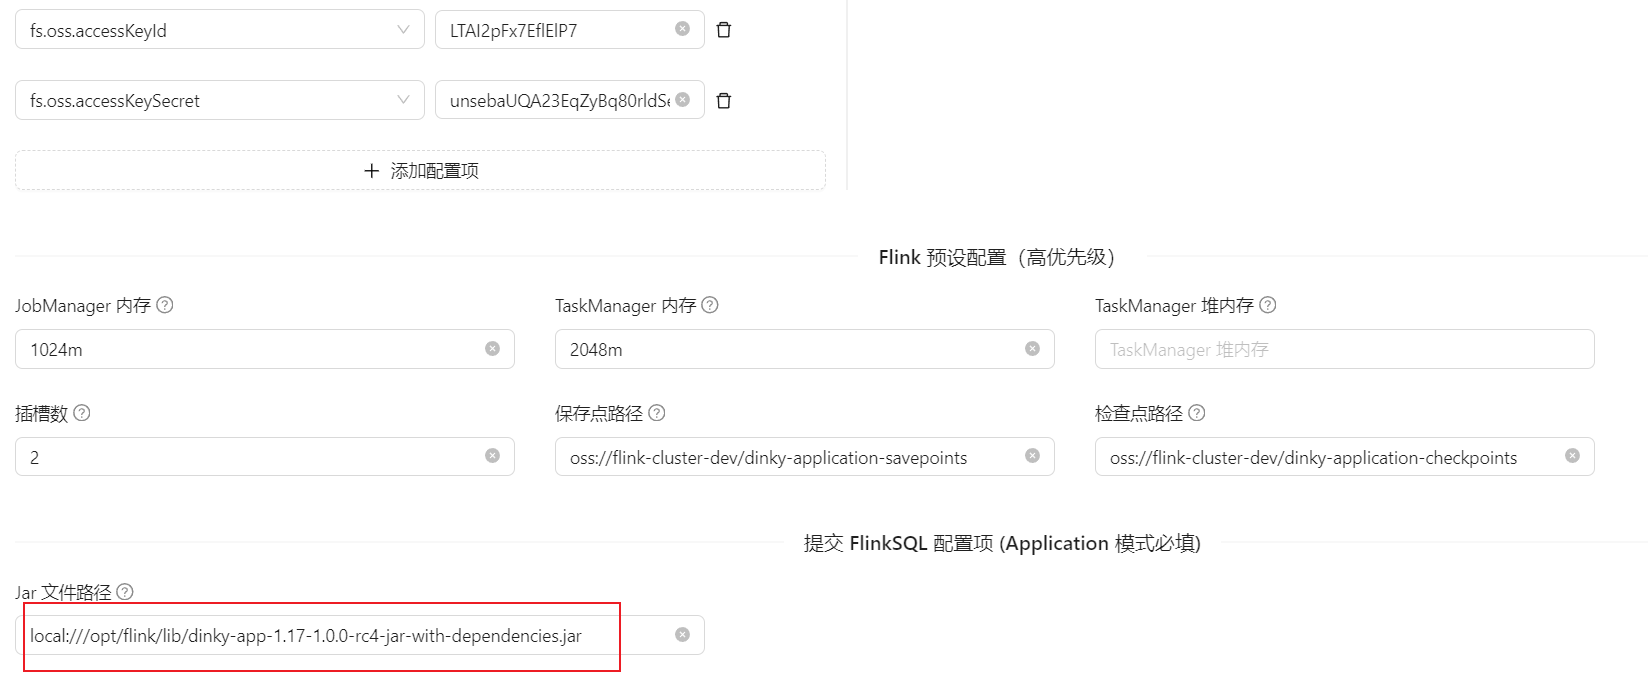 fs.oss.accessKeyId
fs.oss.accessKeySecret
添加配置项
Flink 预设配置（高优先级）
JobManager 内存 TaskManager 内存 TaskManager 堆内存
1024m 2048m TaskManager 堆内存
插槽数 保存点路径 检查点路径
2 oss://flink-cluster-dev/dinky-application-savepoints oss://flink-cluster-dev/dinky-application-checkpoints
提交 FlinkSQL 配置项 (Application 模式必填)
Jar 文件路径
local:///opt/flink/lib/dinky-app-1.17-1.0.0-rc4-jar-with-dependencies.jar